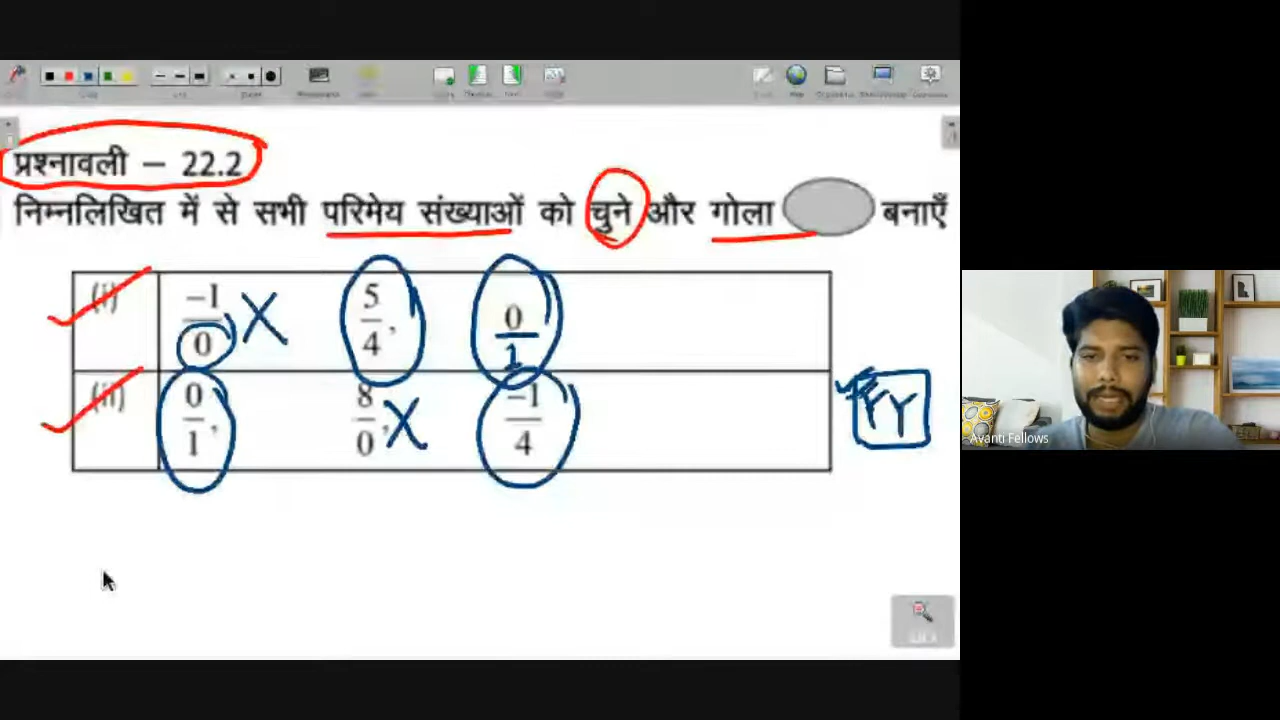 प्रश्नावली – 22.2
निम्नलिखित में से सभी परिमेय संख्याओं को चुने और गोला बनाएँ
(i) −1/0 X 5/4, 0/1
(ii) 0/1, 8/0, X −1/4
FY
Avanti Fellows